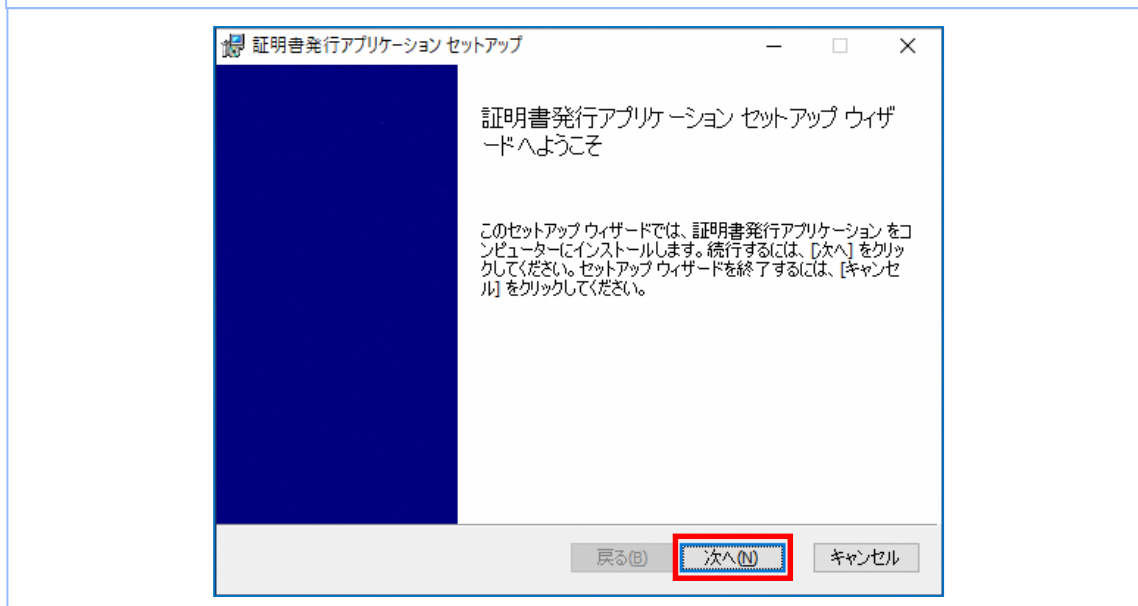 証明書発行アプリケーション セットアップ
証明書発行アプリケーション セットアップ ウィザ
ードへようこそ
このセットアップ ウィザードでは、証明書発行アプリケーション をコ
ンピューターにインストールします。続行するには、[次へ] をクリッ
クしてください。セットアップ ウィザードを終了するには、[キャンセ
ル] をクリックしてください。
戻る(B) 次へ(N) キャンセル